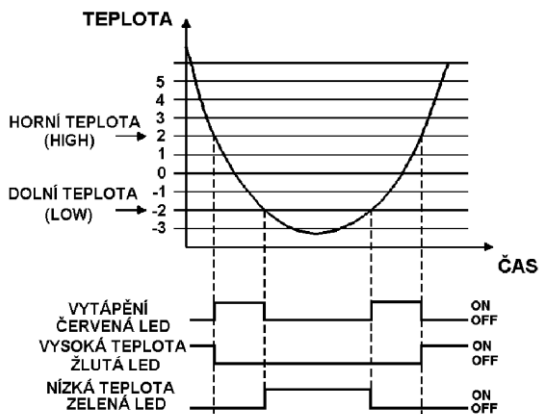 TEPLOTA
5
4
3
HORNÍ TEPLOTA
(HIGH)
2
1
0
-1
DOLNÍ TEPLOTA
(LOW)
-2
-3
ČAS
VYTÁPĚNÍ
ČERVENÁ LED
ON
OFF
VYSOKÁ TEPLOTA
ŽLUTÁ LED
ON
OFF
NÍZKÁ TEPLOTA
ZELENÁ LED
ON
OFF